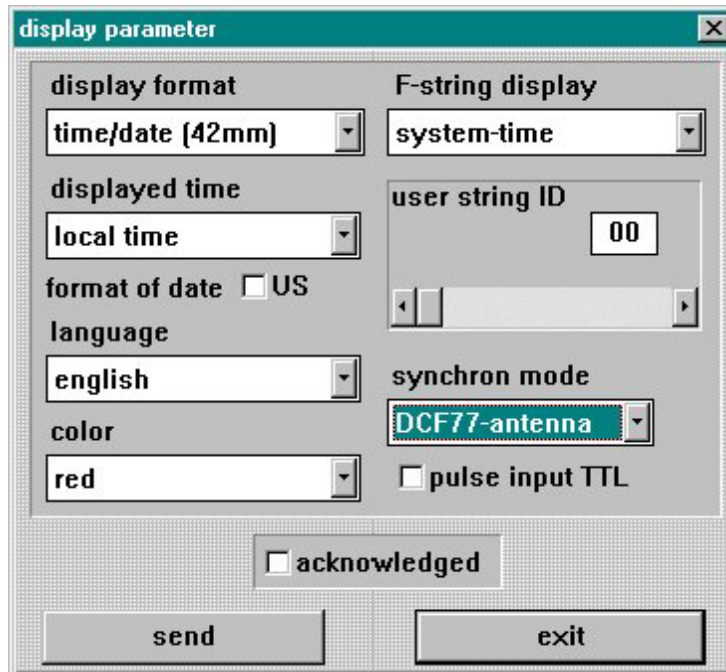 display parameter
display format
time/date (42mm)
displayed time
local time
format of date US
language
english
color
red
F-string display
system-time
user string ID
00
synchron mode
DCF77-antenna
pulse input TTL
acknowledged
send
exit